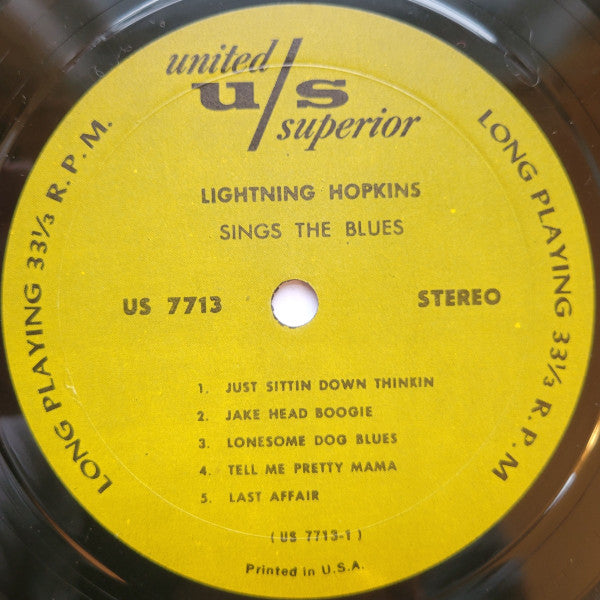 united
u/s
superior
LIGHTNING HOPKINS
SINGS THE BLUES
US 7713
STEREO
1. JUST SITTIN DOWN THINKIN
2. JAKE HEAD BOOGIE
3. LONESOME DOG BLUES
4. TELL ME PRETTY MAMA
5. LAST AFFAIR
( US 7713-1 )
Printed in U.S.A.
LONG PLAYING 33⅓ R.P.M.
LONG PLAYING 33⅓ R.P.M